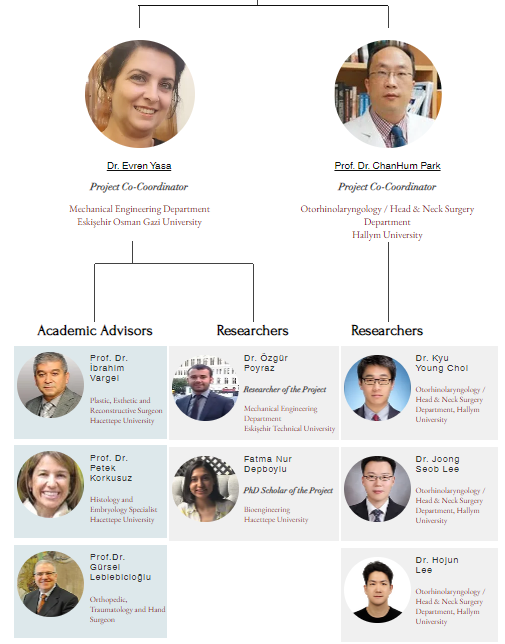 Dr. Evren Yasa
Project Co-Coordinator
Mechanical Engineering Department
Eskişehir Osman Gazi University
Prof. Dr. ChanHum Park
Project Co-Coordinator
Otorhinolaryngology / Head & Neck Surgery
Department
Hallym University
Academic Advisors
Prof. Dr.
İbrahim
Vargel
Plastic, Esthetic and
Reconstructive Surgeon
Hacettepe University
Prof. Dr.
Petek
Korkusuz
Histology and
Embryology Specialist
Hacettepe University
Prof.Dr.
Gürsel
Leblebicioğlu
Orthopedic,
Traumatology and Hand
Surgeon
Researchers
Dr. Özgür
Poyraz
Researcher of the Project
Mechanical Engineering
Department
Eskişehir Technical University
Fatma Nur
Depboylu
PhD Scholar of the Project
Bioengineering
Hacettepe University
Researchers
Dr. Kyu
Young Choi
Otorhinolaryngology /
Head & Neck Surgery
Department, Hallym
University
Dr. Joong
Seob Lee
Otorhinolaryngology /
Head & Neck Surgery
Department, Hallym
University
Dr. Hojun
Lee
Otorhinolaryngology /
Head & Neck Surgery
Department, Hallym
University